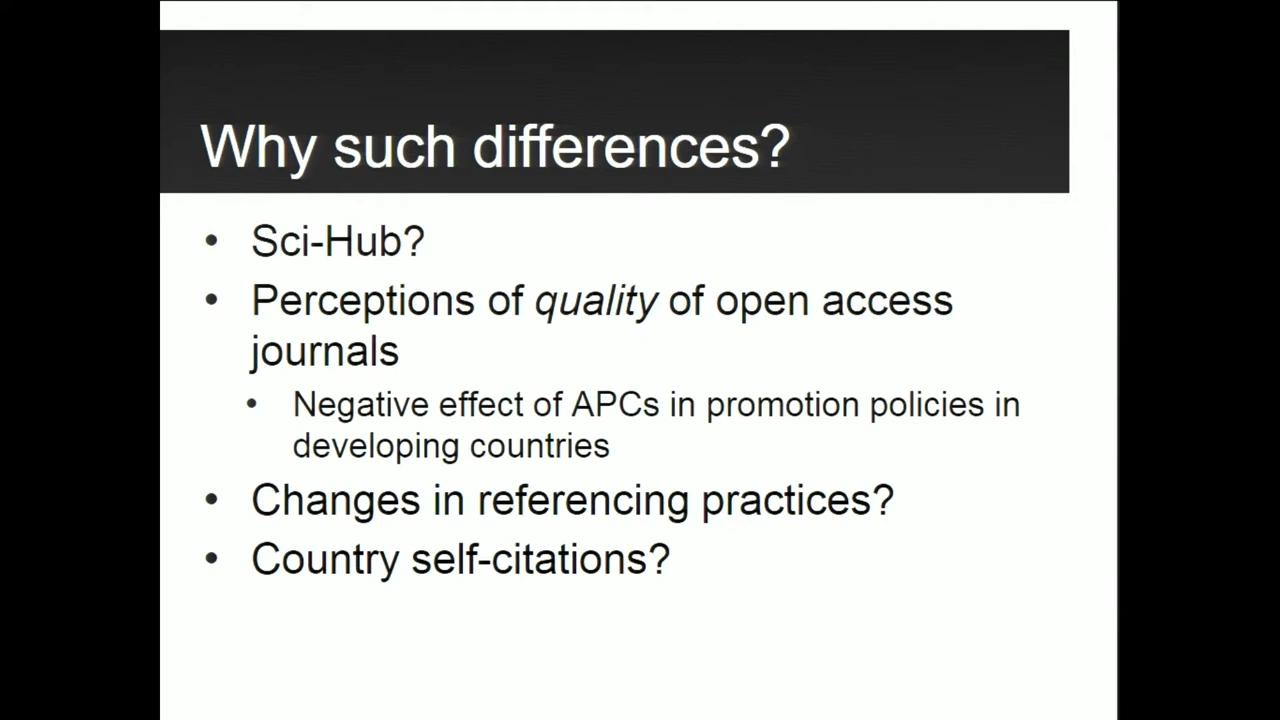 Why such differences?
• Sci-Hub?
• Perceptions of quality of open access
journals
• Negative effect of APCs in promotion policies in
developing countries
• Changes in referencing practices?
• Country self-citations?